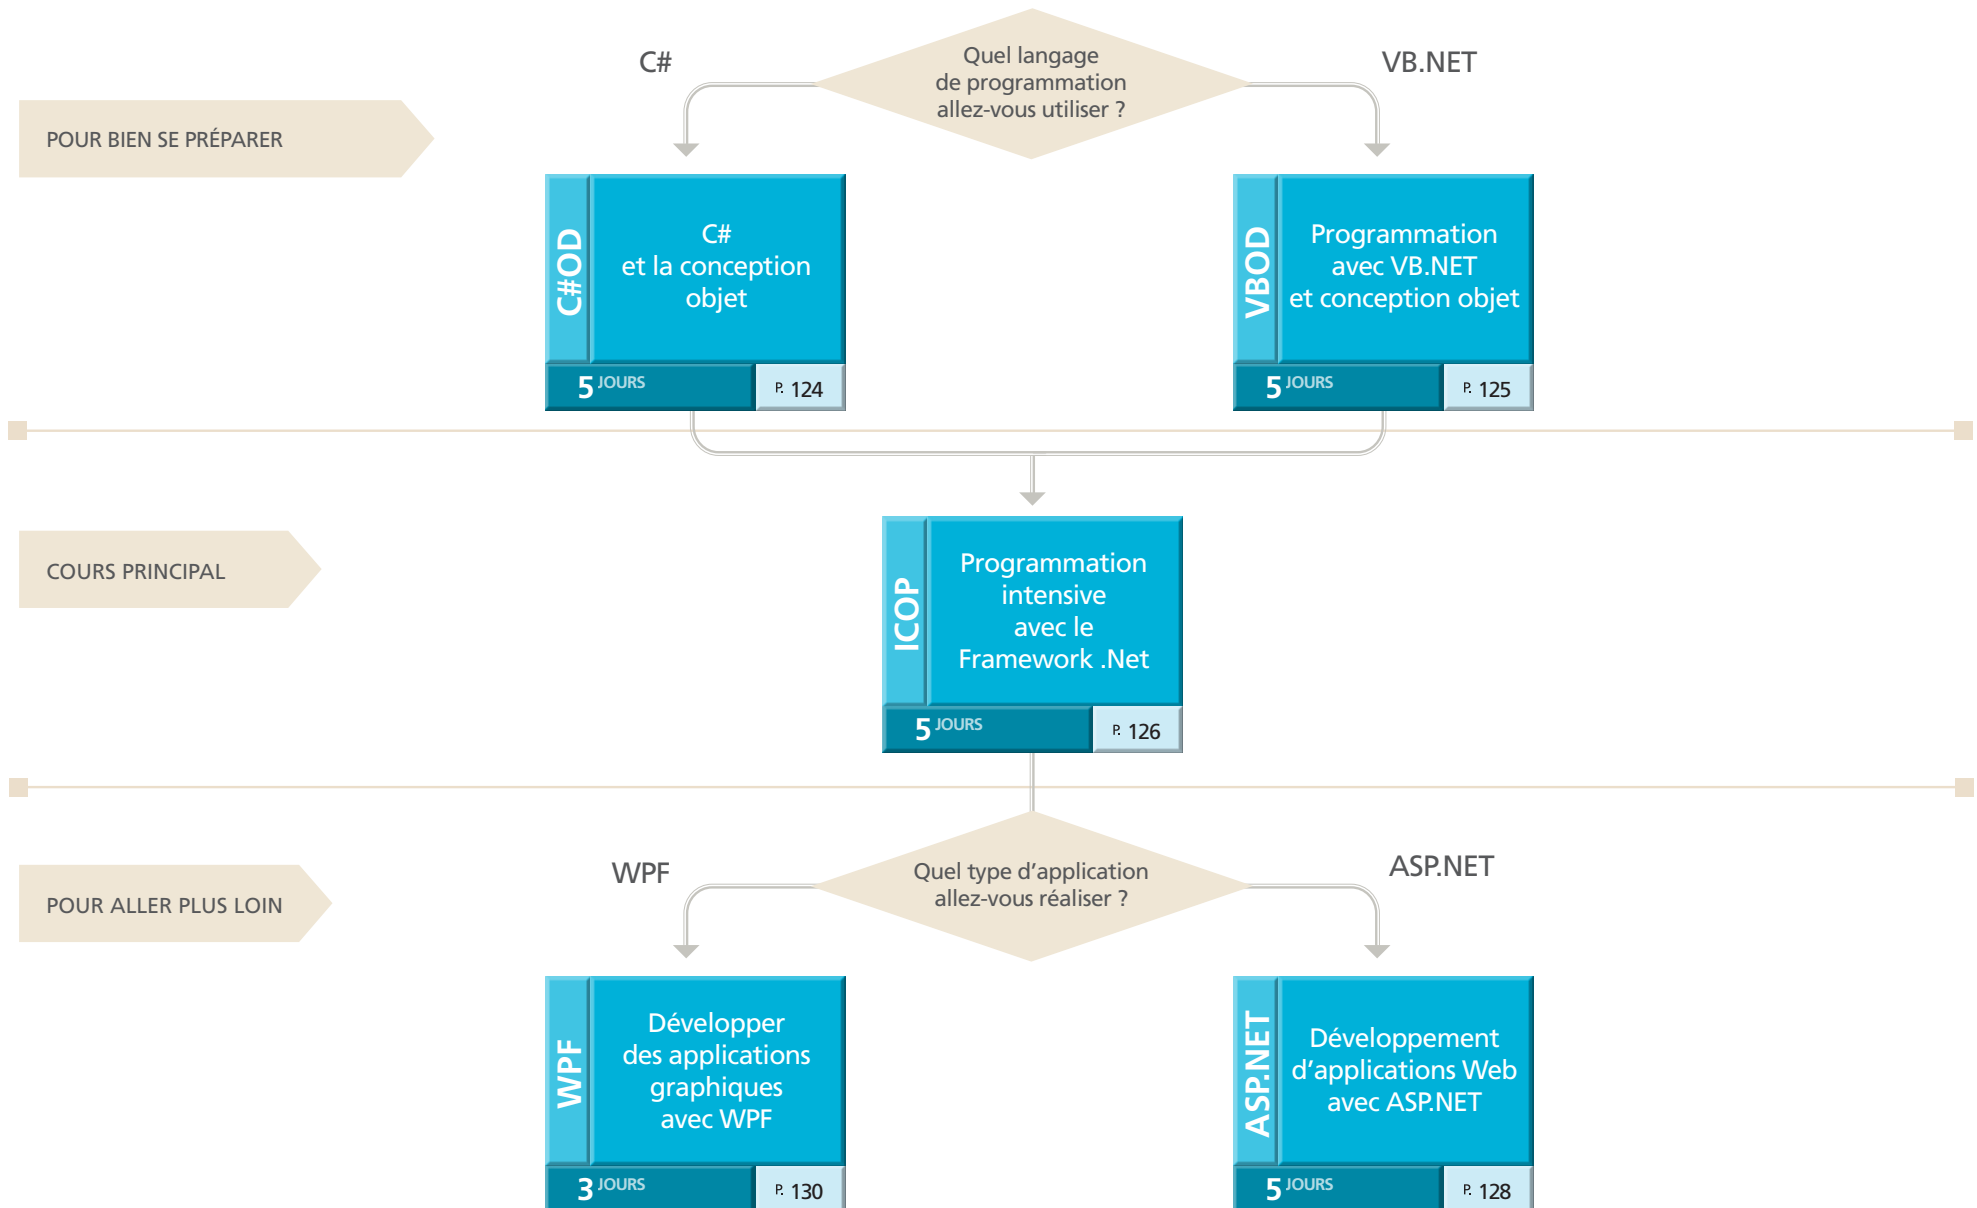 C#
Quel langage
de programmation
allez-vous utiliser ?
VB.NET
POUR BIEN SE PRÉPARER
C#OD
C#
et la conception
objet
5 JOURS
P. 124
VBOD
Programmation
avec VB.NET
et conception objet
5 JOURS
P. 125
COURS PRINCIPAL
ICOP
Programmation
intensive
avec le
Framework .Net
5 JOURS
P. 126
POUR ALLER PLUS LOIN
WPF
Quel type d’application
allez-vous réaliser ?
ASP.NET
WPF
Développer
des applications
graphiques
avec WPF
3 JOURS
P. 130
ASP.NET
Développement
d’applications Web
avec ASP.NET
5 JOURS
P. 128